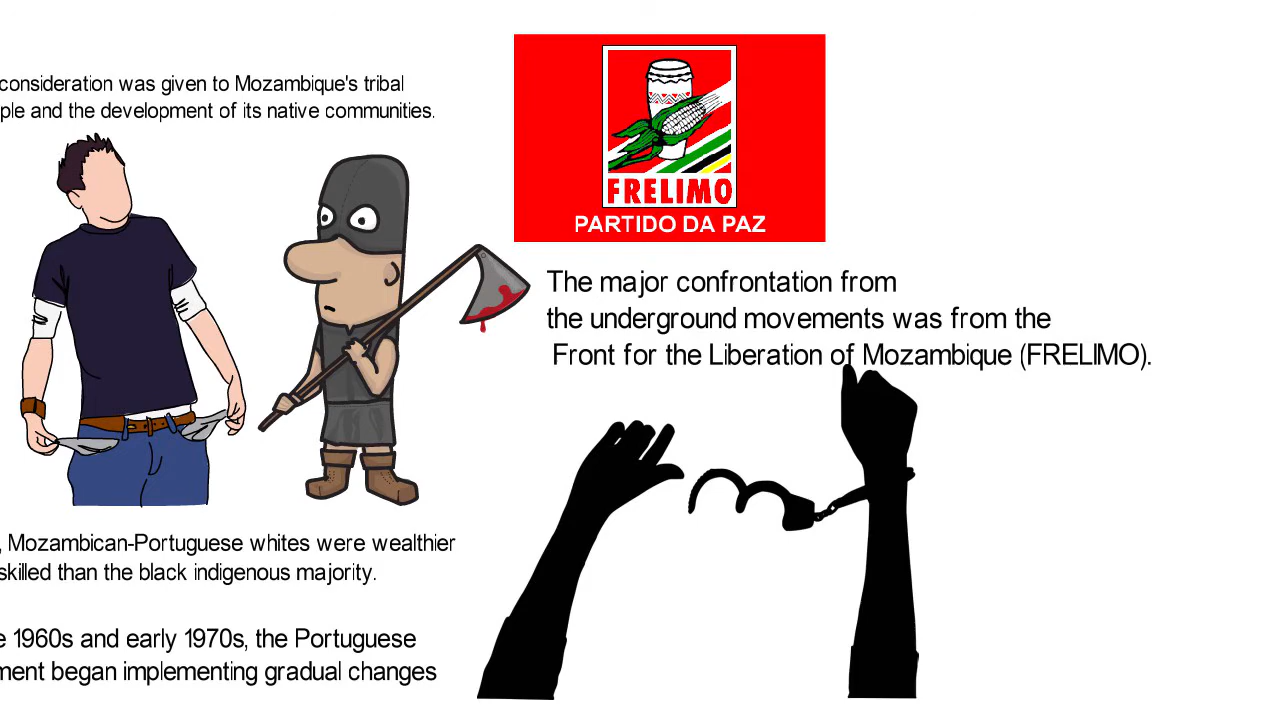 consideration was given to Mozambique's tribal
ple and the development of its native communities.
, Mozambican-Portuguese whites were wealthier
skilled than the black indigenous majority.
e 1960s and early 1970s, the Portuguese
ment began implementing gradual changes
FRELIMO
PARTIDO DA PAZ
The major confrontation from
the underground movements was from the
Front for the Liberation of Mozambique (FRELIMO).